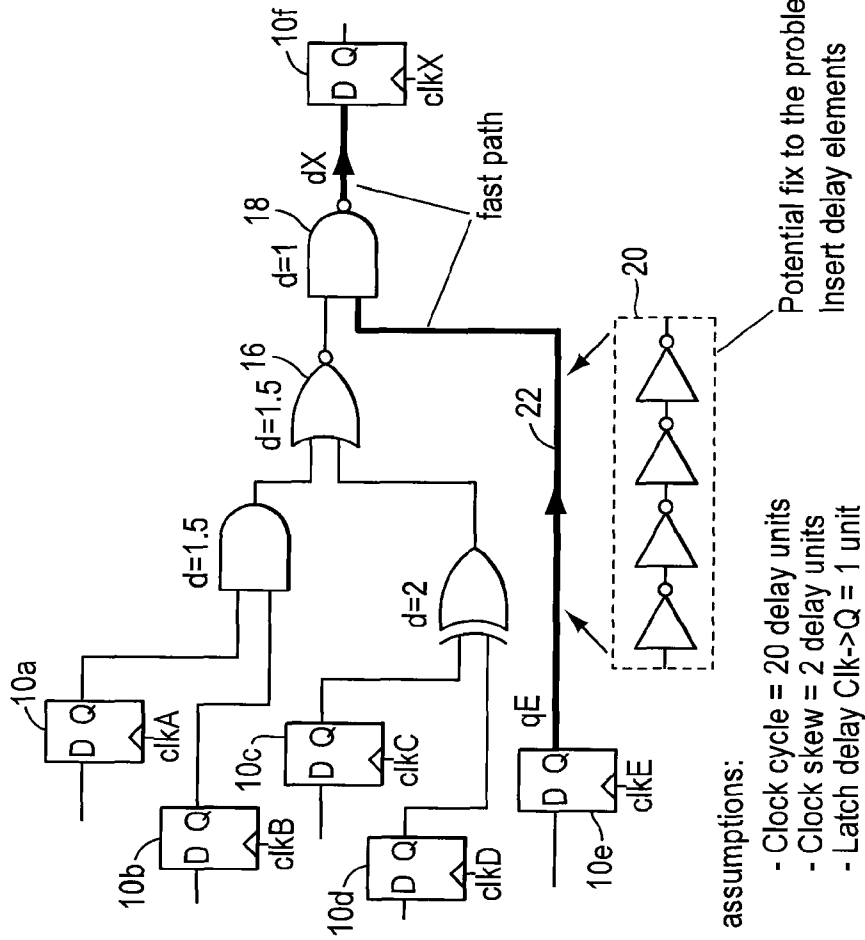 10f
D Q
clkX
dX
18
d=1
fast path
16
d=1.5
d=1.5
10a
D Q
clkA
10b
D Q
clkB
d=2
10c
D Q
clkC
10d
D Q
clkD
22
20
qE
D Q
clkE
10e
Potential fix to the proble
Insert delay elements
assumptions:
- Clock cycle = 20 delay units
- Clock skew = 2 delay units
- Latch delay Clk->Q = 1 unit